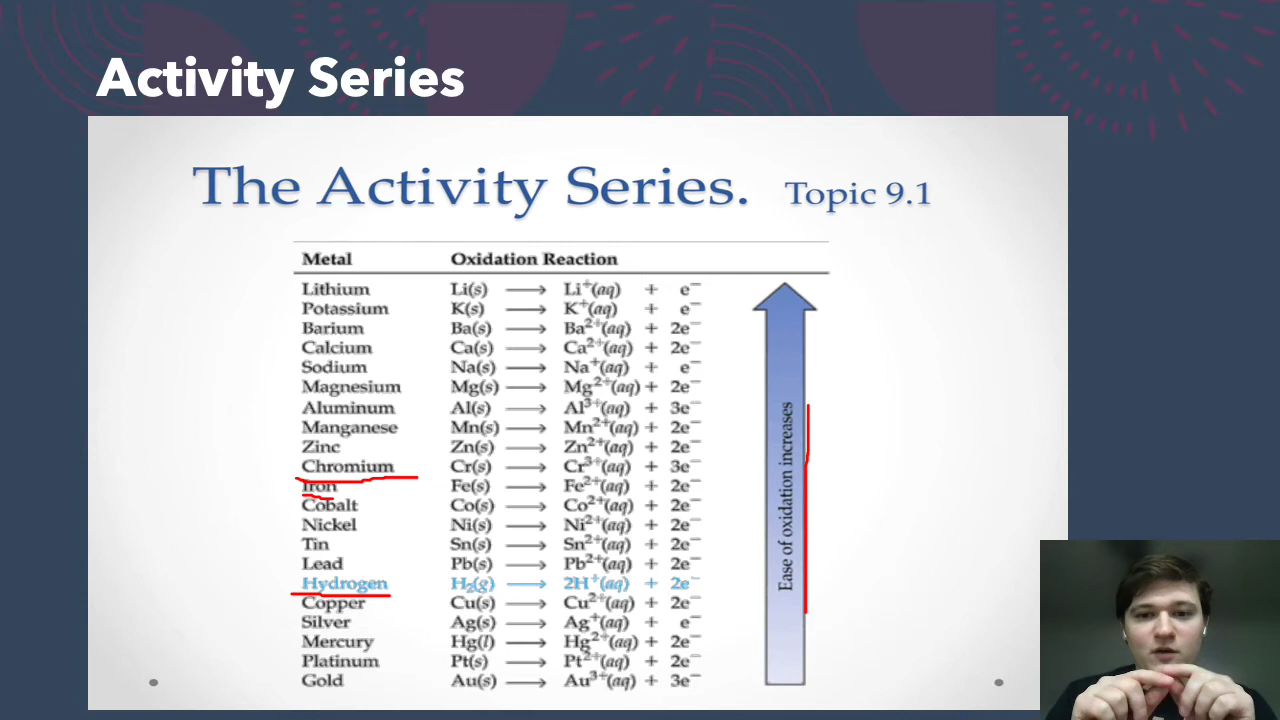 Activity Series
The Activity Series. Topic 9.1
Metal Oxidation Reaction
Lithium Li(s) ⟶ Li⁺(aq) + e⁻
Potassium K(s) ⟶ K⁺(aq) + e⁻
Barium Ba(s) ⟶ Ba²⁺(aq) + 2e⁻
Calcium Ca(s) ⟶ Ca²⁺(aq) + 2e⁻
Sodium Na(s) ⟶ Na⁺(aq) + e⁻
Magnesium Mg(s) ⟶ Mg²⁺(aq) + 2e⁻
Aluminum Al(s) ⟶ Al³⁺(aq) + 3e⁻
Manganese Mn(s) ⟶ Mn²⁺(aq) + 2e⁻
Zinc Zn(s) ⟶ Zn²⁺(aq) + 2e⁻
Chromium Cr(s) ⟶ Cr³⁺(aq) + 3e⁻
Iron Fe(s) ⟶ Fe²⁺(aq) + 2e⁻
Cobalt Co(s) ⟶ Co²⁺(aq) + 2e⁻
Nickel Ni(s) ⟶ Ni²⁺(aq) + 2e⁻
Tin Sn(s) ⟶ Sn²⁺(aq) + 2e⁻
Lead Pb(s) ⟶ Pb²⁺(aq) + 2e⁻
Hydrogen H₂(g) ⟶ 2H⁺(aq) + 2e⁻
Copper Cu(s) ⟶ Cu²⁺(aq) + 2e⁻
Silver Ag(s) ⟶ Ag⁺(aq) + e⁻
Mercury Hg(l) ⟶ Hg²⁺(aq) + 2e⁻
Platinum Pt(s) ⟶ Pt²⁺(aq) + 2e⁻
Gold Au(s) ⟶ Au³⁺(aq) + 3e⁻
Ease of oxidation increases